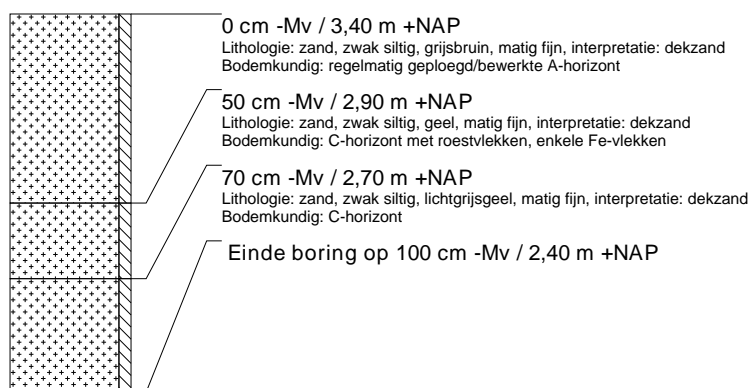 0 cm -Mv / 3,40 m +NAP
Lithologie: zand, zwak siltig, grijsbruin, matig fijn, interpretatie: dekzand
Bodemkundig: regelmatig geploegd/bewerkte A-horizont
50 cm -Mv / 2,90 m +NAP
Lithologie: zand, zwak siltig, geel, matig fijn, interpretatie: dekzand
Bodemkundig: C-horizont met roestvlekken, enkele Fe-vlekken
70 cm -Mv / 2,70 m +NAP
Lithologie: zand, zwak siltig, lichtgrijsgeel, matig fijn, interpretatie: dekzand
Bodemkundig: C-horizont
Einde boring op 100 cm -Mv / 2,40 m +NAP